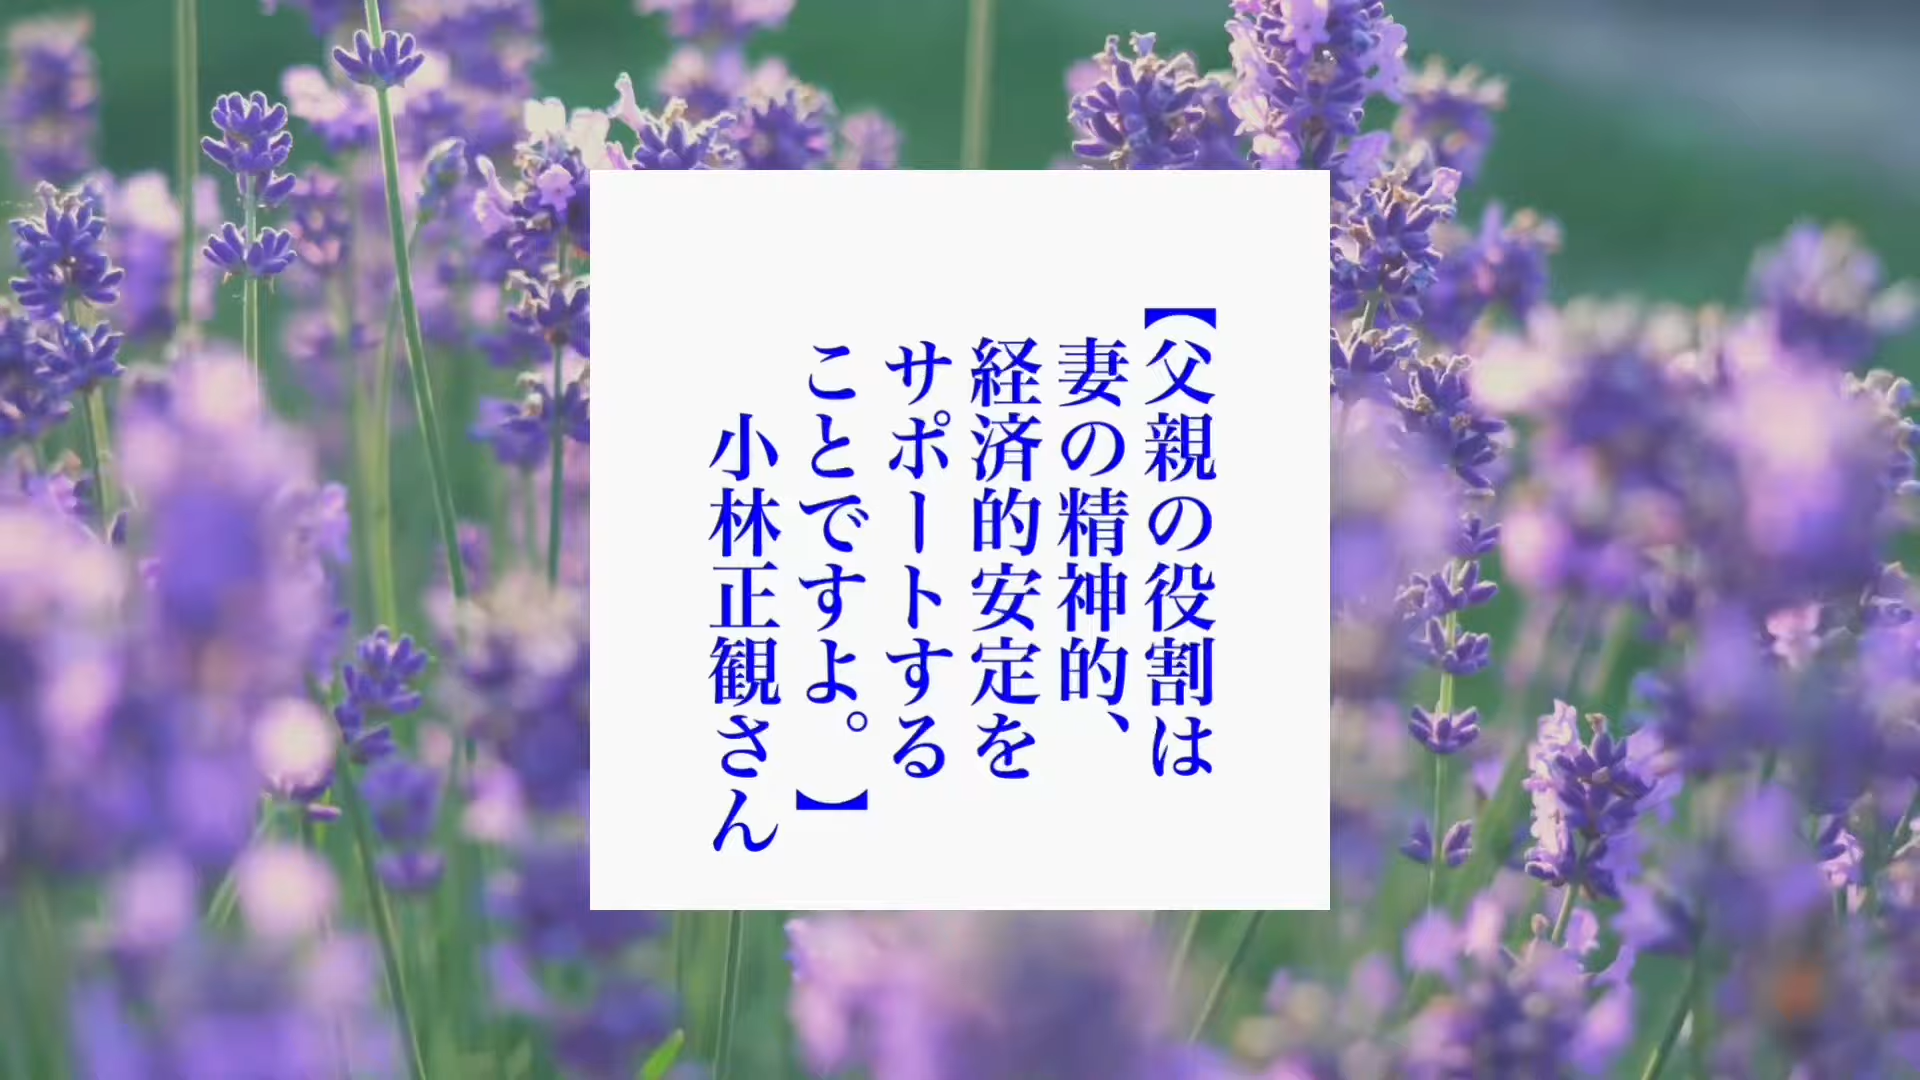 【父親の役割は
妻の精神的、
経済的安定を
サポートする
ことですよ。】
小林正観さん